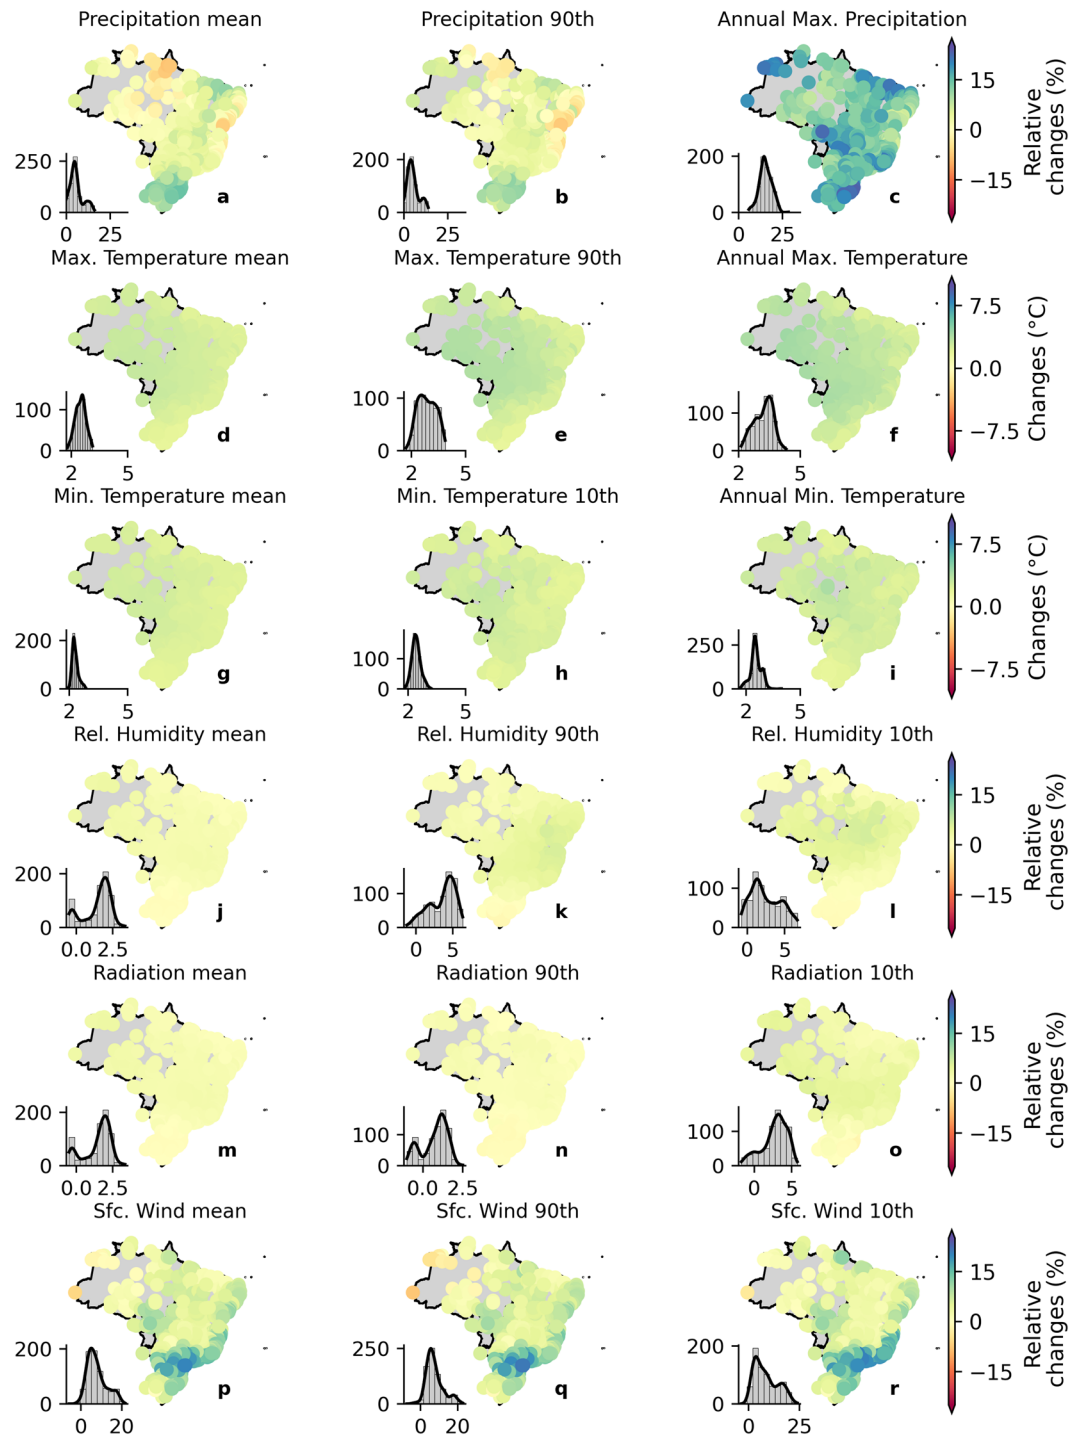 Precipitation mean
Precipitation 90th
Annual Max. Precipitation
250
0
0 25
a
200
0
0 25
b
200
0
0 25
c
15
0
−15
Relative
changes (%)
Max. Temperature mean
Max. Temperature 90th
Annual Max. Temperature
100
0
2 5
d
100
0
2 5
e
100
0
2 5
f
7.5
0.0
−7.5
Changes (°C)
Min. Temperature mean
Min. Temperature 10th
Annual Min. Temperature
200
0
2 5
g
100
0
2 5
h
250
0
2 5
i
7.5
0.0
−7.5
Changes (°C)
Rel. Humidity mean
Rel. Humidity 90th
Rel. Humidity 10th
200
0
0.0 2.5
j
100
0
0 5
k
100
0
0 5
l
15
0
−15
Relative
changes (%)
Radiation mean
Radiation 90th
Radiation 10th
200
0
0.0 2.5
m
100
0
0.0 2.5
n
100
0
0 5
o
15
0
−15
Relative
changes (%)
Sfc. Wind mean
Sfc. Wind 90th
Sfc. Wind 10th
200
0
0 20
p
250
0
0 20
q
200
0
0 25
r
15
0
−15
Relative
changes (%)